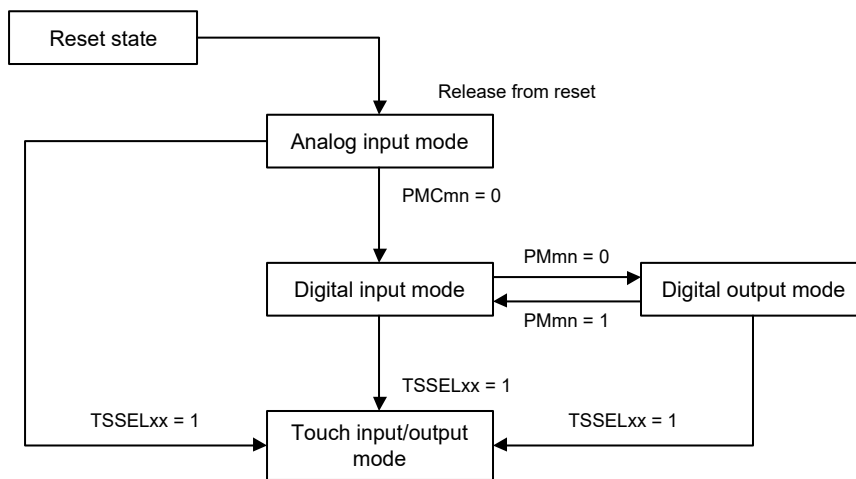 Reset state
Release from reset
Analog input mode
PMCmn = 0
PMmn = 0
Digital input mode
Digital output mode
PMmn = 1
TSSELxx = 1
TSSELxx = 1
TSSELxx = 1
Touch input/output
mode